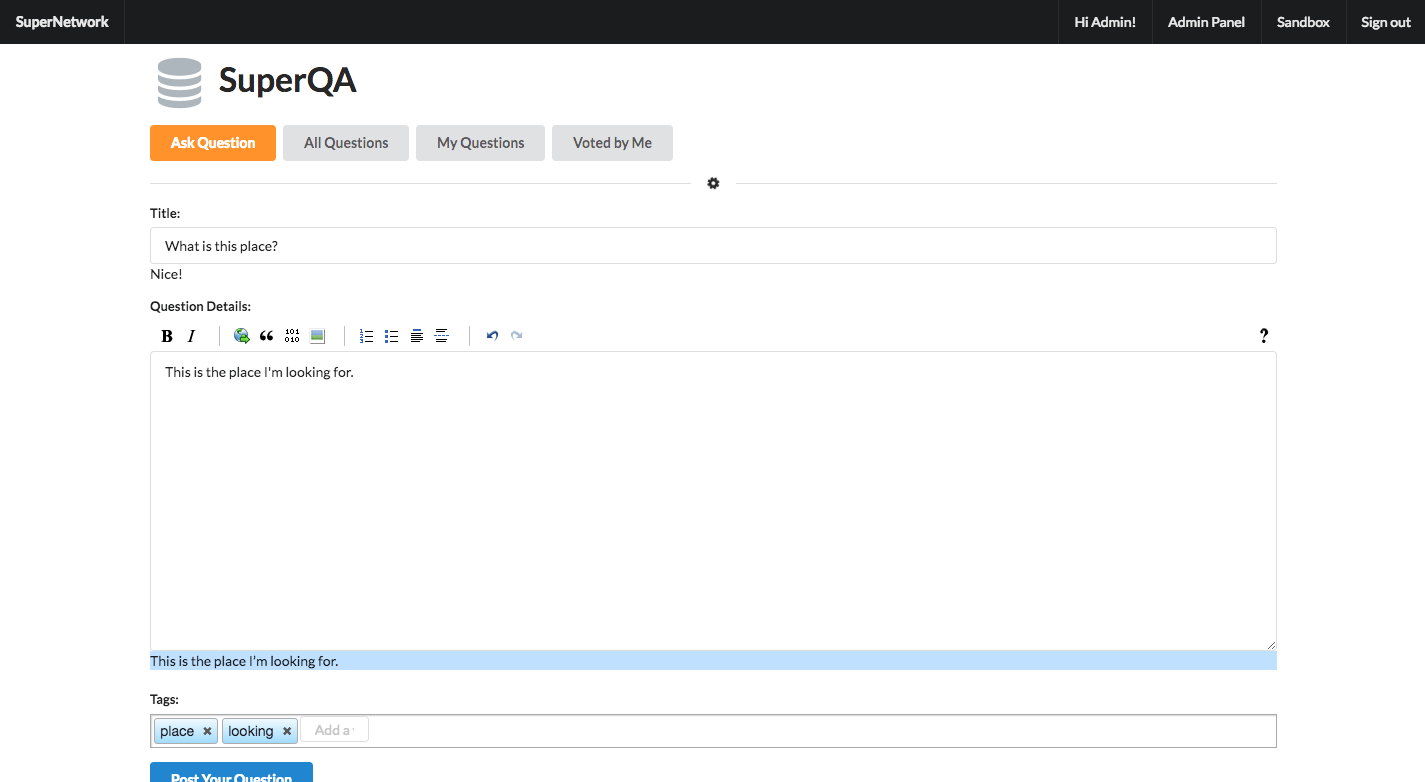 SuperNetwork Hi Admin! Admin Panel Sandbox Sign out
SuperQA
Ask Question All Questions My Questions Voted by Me
Title:
What is this place?
Nice!
Question Details:
B I 101 010 ?
This is the place I'm looking for.
This is the place I'm looking for.
Tags:
place × looking × Add a
Post Your Question